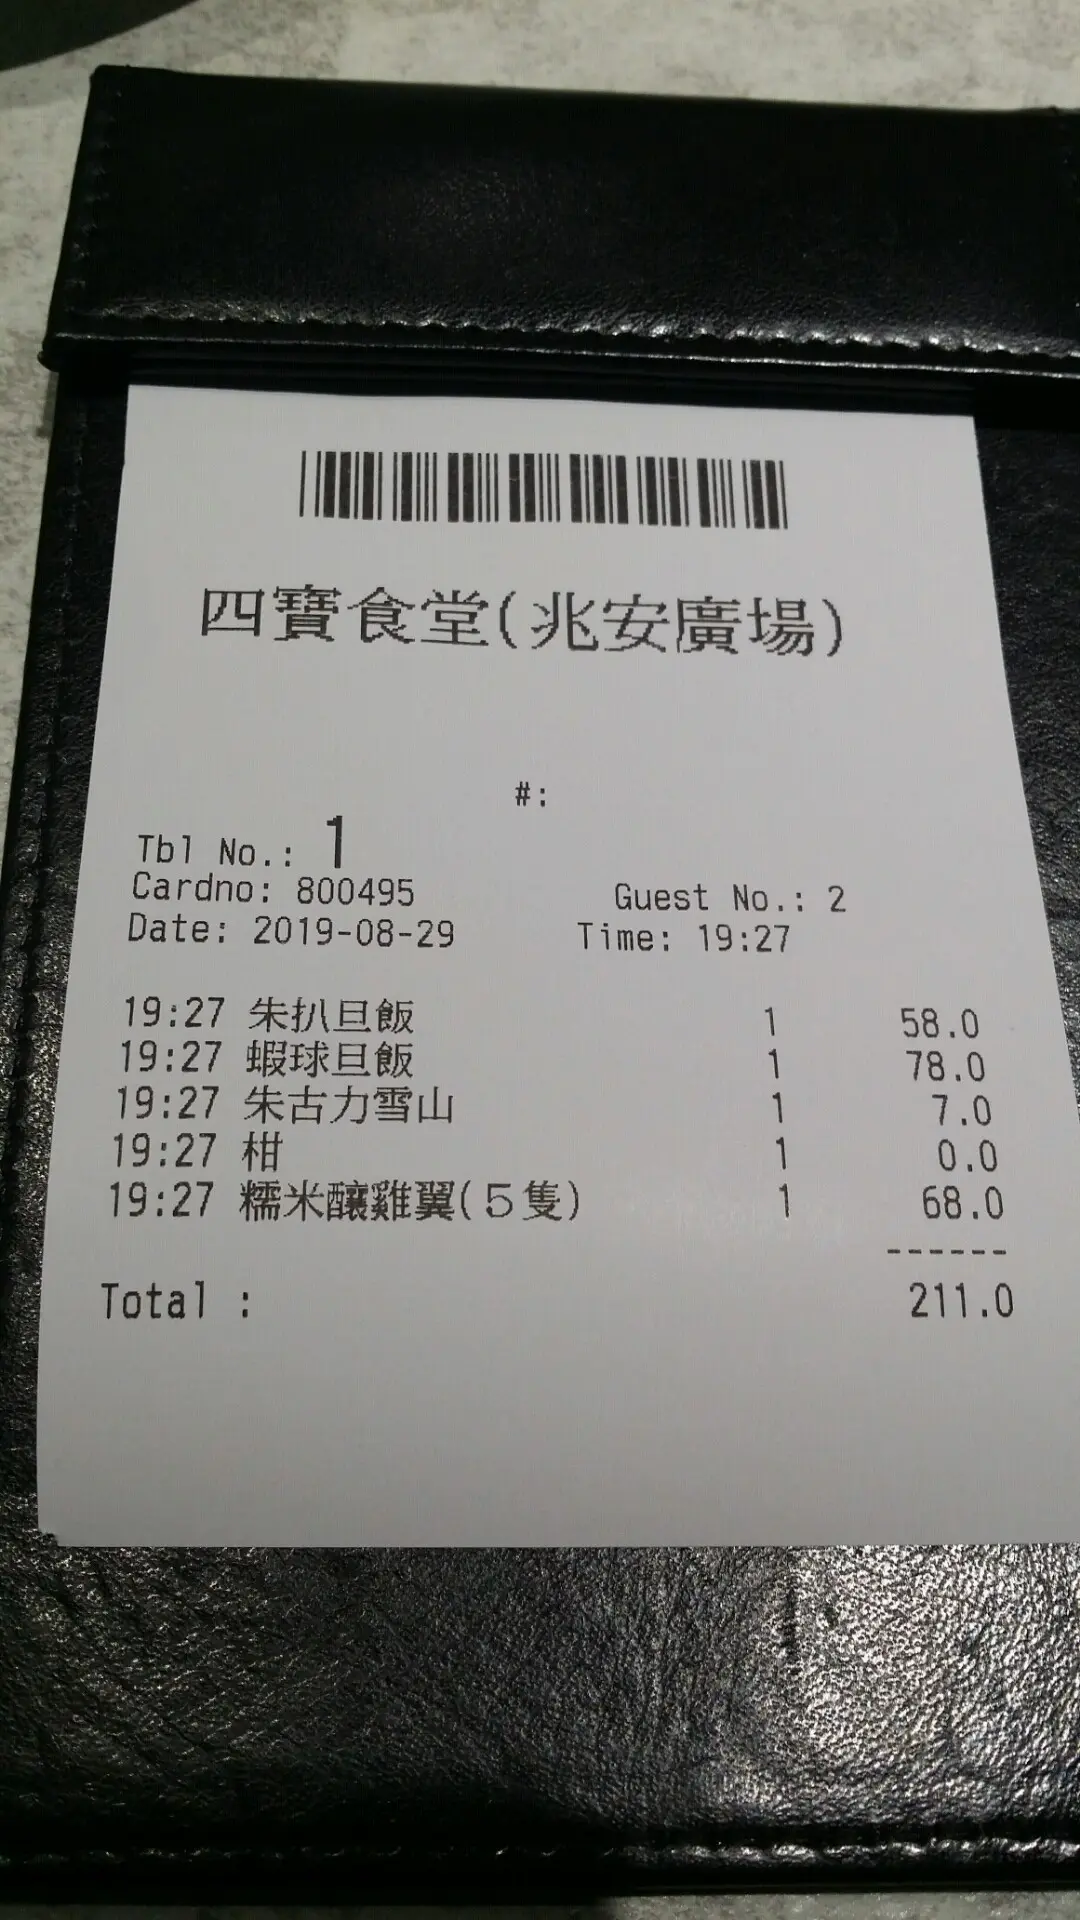 四寶食堂(兆安廣場)
#:
Tbl No.: 1
Cardno: 800495 Guest No.: 2
Date: 2019-08-29 Time: 19:27
19:27 朱扒旦飯 1 58.0
19:27 蝦球旦飯 1 78.0
19:27 朱古力雪山 1 7.0
19:27 柑 1 0.0
19:27 糯米釀雞翼(5隻) 1 68.0
------
Total : 211.0